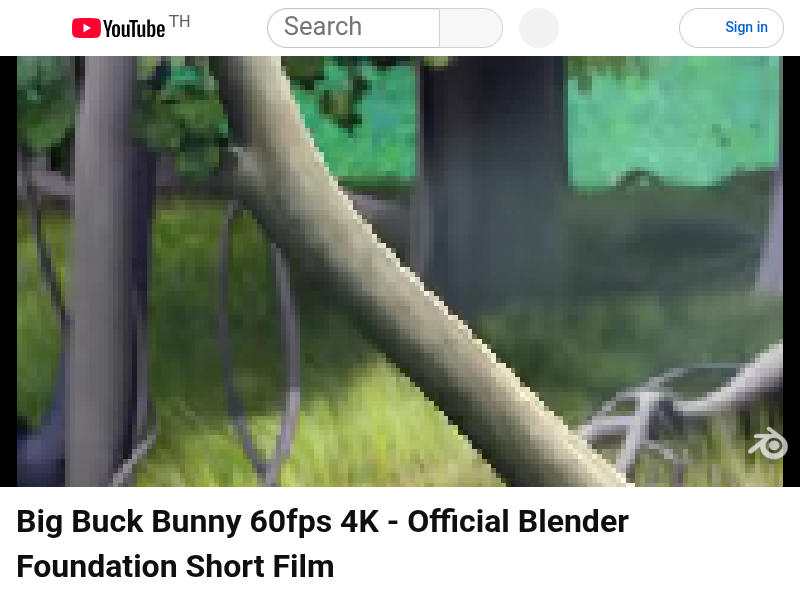 YouTube TH
Search
Sign in
Big Buck Bunny 60fps 4K - Official Blender
Foundation Short Film